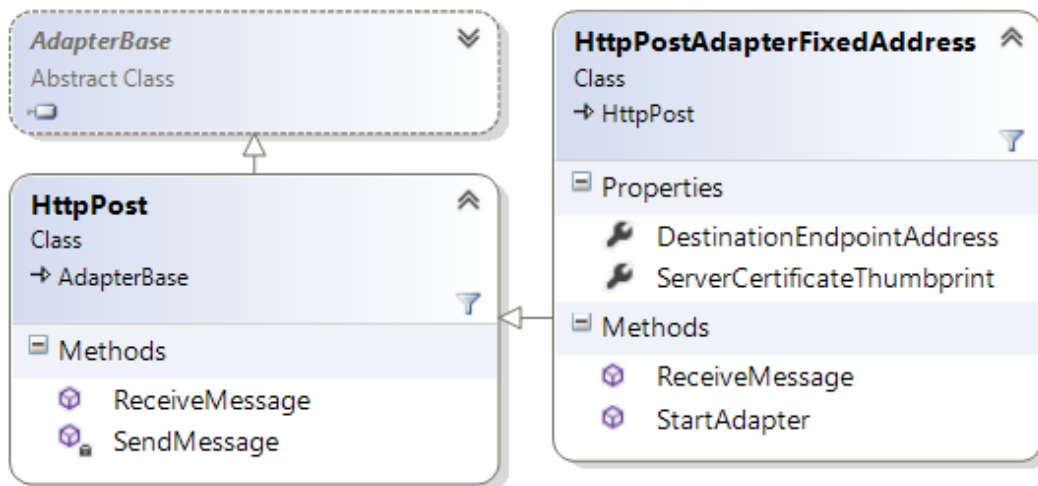 AdapterBase
Abstract Class
HttpPost
Class
AdapterBase
Methods
ReceiveMessage
SendMessage
HttpPostAdapterFixedAddress
Class
HttpPost
Properties
DestinationEndpointAddress
ServerCertificateThumbprint
Methods
ReceiveMessage
StartAdapter